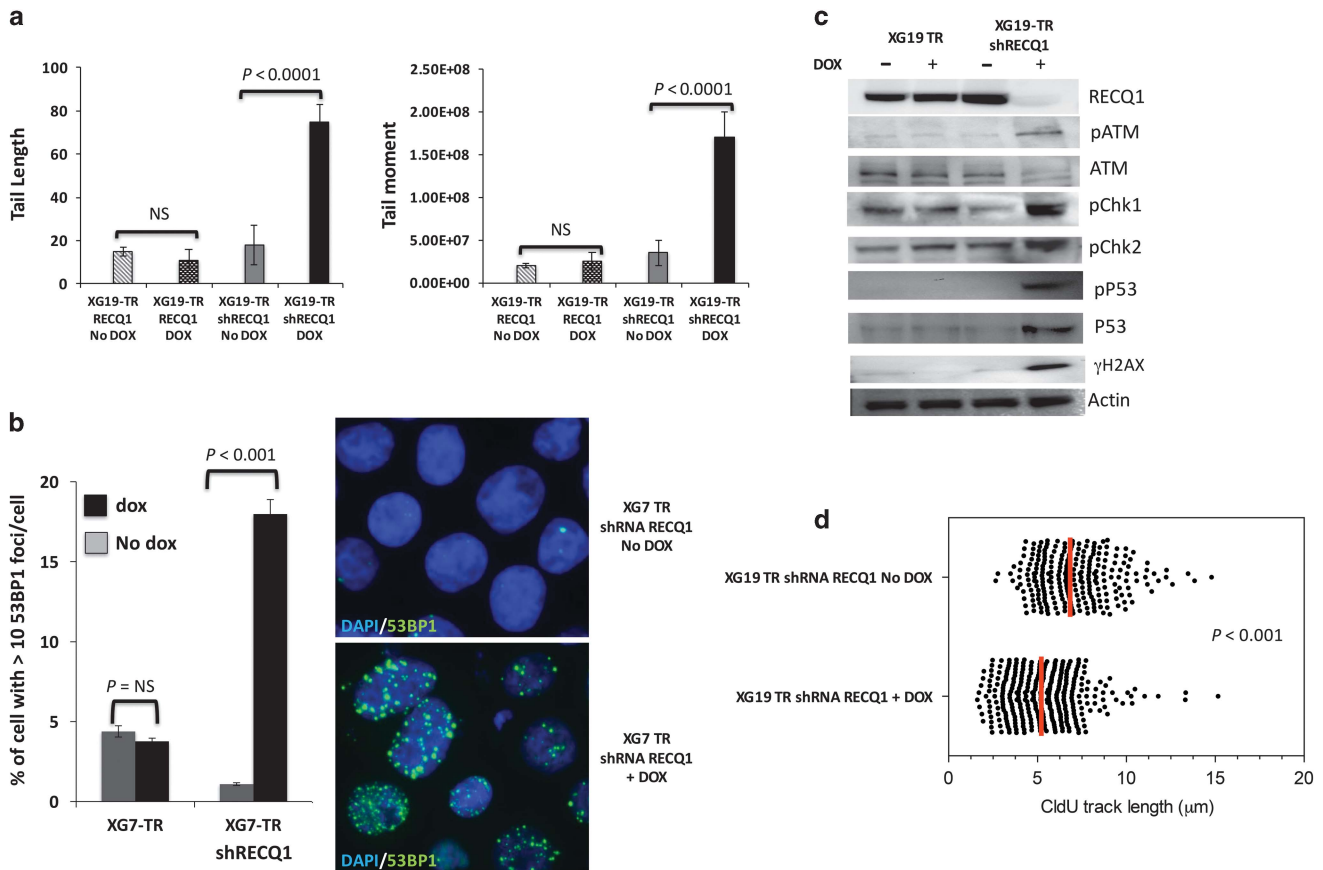 a
100
80
60
40
20
0
Tail Length
NS
P < 0.0001
XG19-TR
RECQ1
No DOX
XG19-TR
RECQ1
DOX
XG19-TR
shRECQ1
No DOX
XG19-TR
shRECQ1
DOX
2.50E+08
2.00E+08
1.50E+08
1.00E+08
5.00E+07
0.00E+00
Tail moment
NS
P < 0.0001
XG19-TR
RECQ1
No DOX
XG19-TR
RECQ1
DOX
XG19-TR
shRECQ1
No DOX
XG19-TR
shRECQ1
DOX
c
XG19 TR
XG19-TR
shRECQ1
DOX – + – +
RECQ1
pATM
ATM
pChk1
pChk2
pP53
P53
γH2AX
Actin
b
20
15
10
5
0
% of cell with > 10 53BP1 foci/cell
dox
No dox
P = NS
P < 0.001
XG7-TR
XG7-TR
shRECQ1
DAPI/53BP1
XG7 TR
shRNA RECQ1
No DOX
DAPI/53BP1
XG7 TR
shRNA RECQ1
+ DOX
d
XG19 TR shRNA RECQ1 No DOX
P < 0.001
XG19 TR shRNA RECQ1 + DOX
0 5 10 15 20
CldU track length (μm)